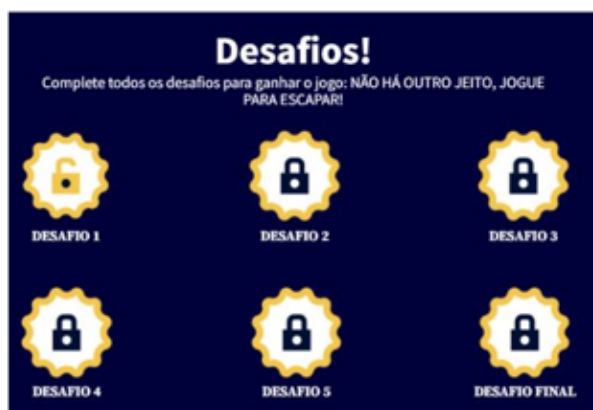 Desafios!
Complete todos os desafios para ganhar o jogo: NÃO HÁ OUTRO JEITO, JOGUE
PARA ESCAPAR!
DESAFIO 1
DESAFIO 2
DESAFIO 3
DESAFIO 4
DESAFIO 5
DESAFIO FINAL